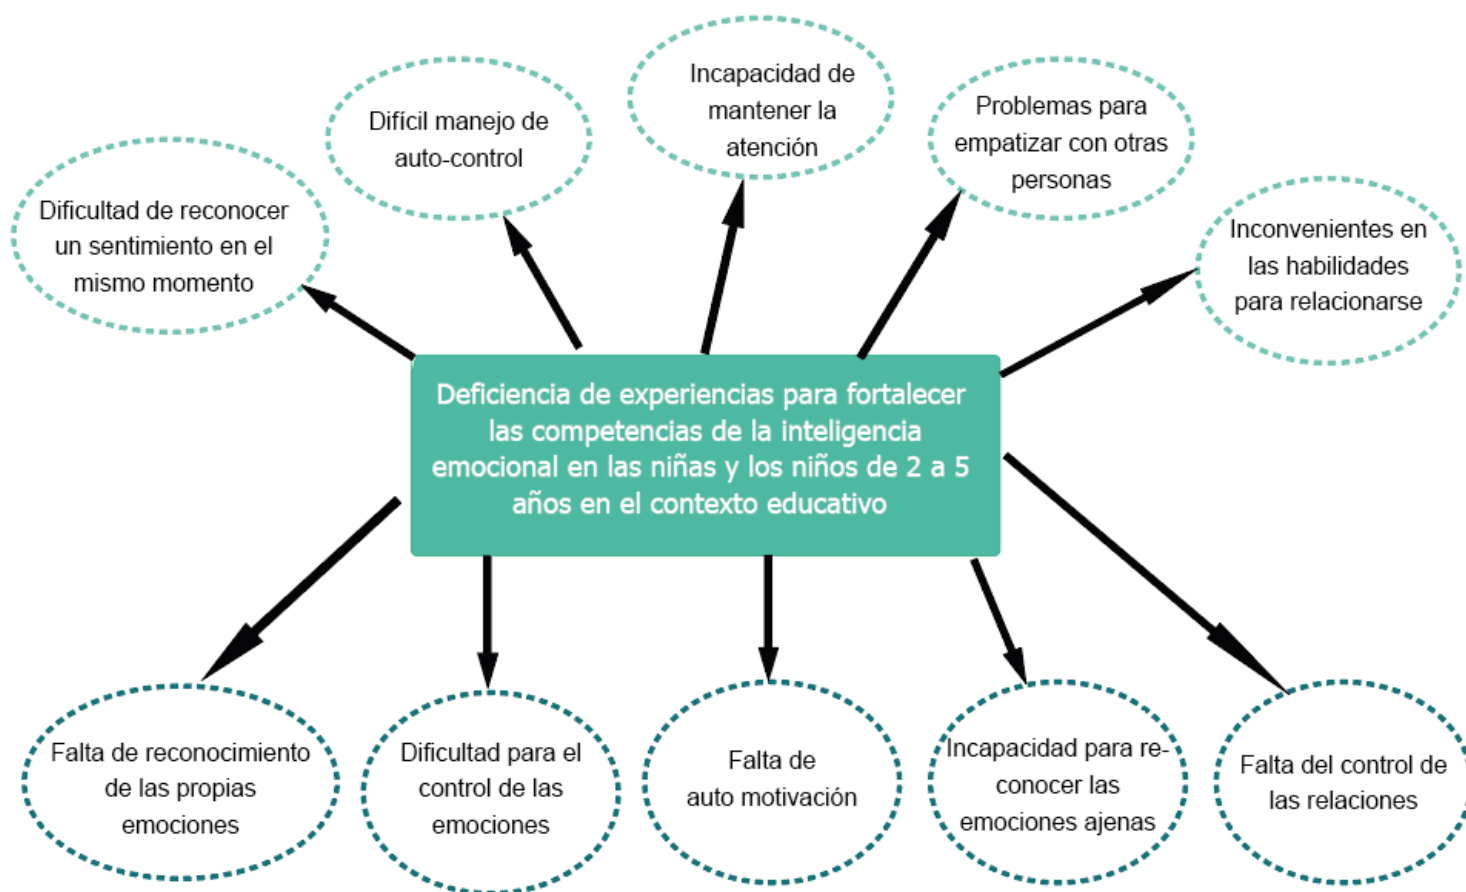 Dificultad de reconocer
un sentimiento en el
mismo momento
Difícil manejo de
auto-control
Incapacidad de
mantener la
atención
Problemas para
empatizar con otras
personas
Inconvenientes en
las habilidades
para relacionarse
Deficiencia de experiencias para fortalecer
las competencias de la inteligencia
emocional en las niñas y los niños de 2 a 5
años en el contexto educativo
Falta de reconocimiento
de las propias
emociones
Dificultad para el
control de las
emociones
Falta de
auto motivación
Incapacidad para re-
conocer las
emociones ajenas
Falta del control de
las relaciones